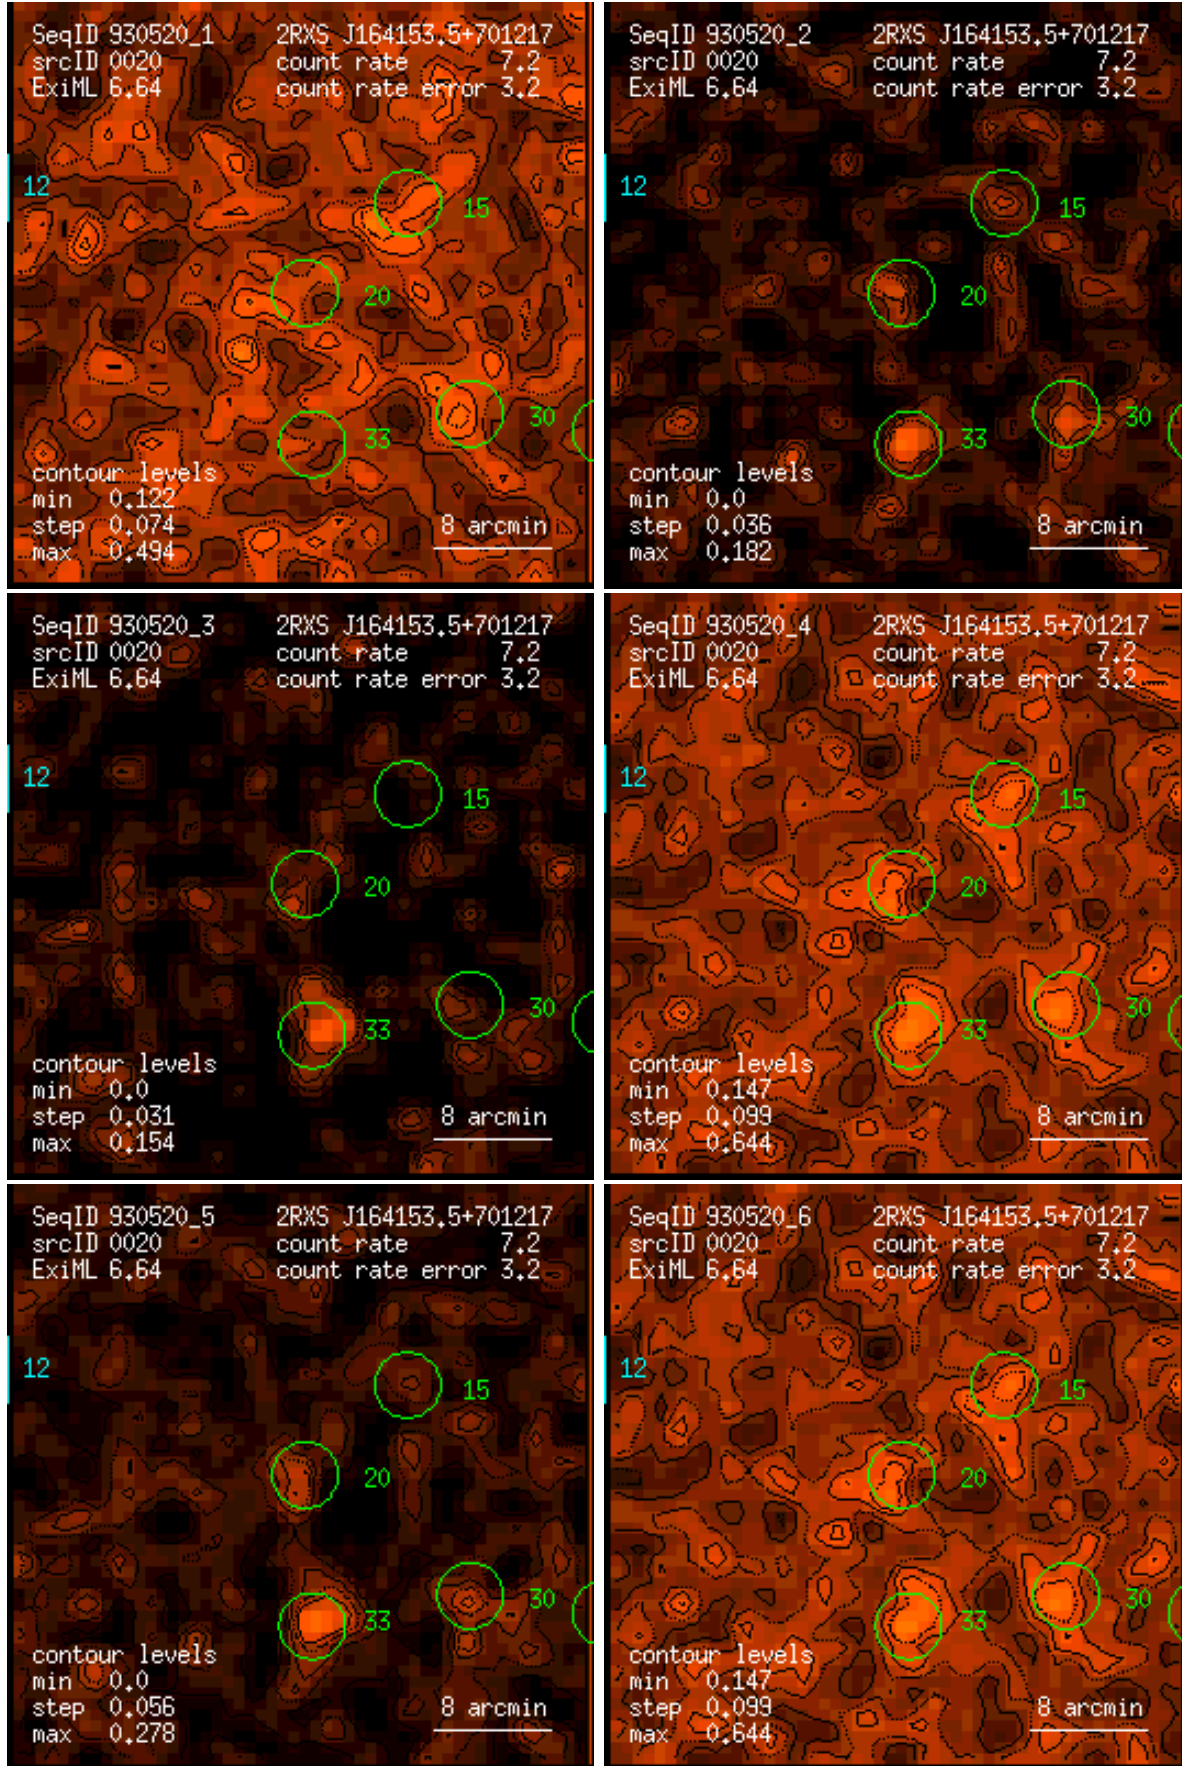 SeqID 930520_1 2RXS J164153.5+701217
srcID 0020 count rate 7.2
ExiML 6.64 count rate error 3.2
12
15
20
30
33
contour levels
min 0.122
step 0.074
max 0.494
8 arcmin
SeqID 930520_2 2RXS J164153.5+701217
srcID 0020 count rate 7.2
ExiML 6.64 count rate error 3.2
12
15
20
30
33
contour levels
min 0.0
step 0.036
max 0.182
8 arcmin
SeqID 930520_3 2RXS J164153.5+701217
srcID 0020 count rate 7.2
ExiML 6.64 count rate error 3.2
12
15
20
30
33
contour levels
min 0.0
step 0.031
max 0.154
8 arcmin
SeqID 930520_4 2RXS J164153.5+701217
srcID 0020 count rate 7.2
ExiML 6.64 count rate error 3.2
12
15
20
30
33
contour levels
min 0.147
step 0.099
max 0.644
8 arcmin
SeqID 930520_5 2RXS J164153.5+701217
srcID 0020 count rate 7.2
ExiML 6.64 count rate error 3.2
12
15
20
30
33
contour levels
min 0.0
step 0.056
max 0.278
8 arcmin
SeqID 930520_6 2RXS J164153.5+701217
srcID 0020 count rate 7.2
ExiML 6.64 count rate error 3.2
12
15
20
30
33
contour levels
min 0.147
step 0.099
max 0.644
8 arcmin